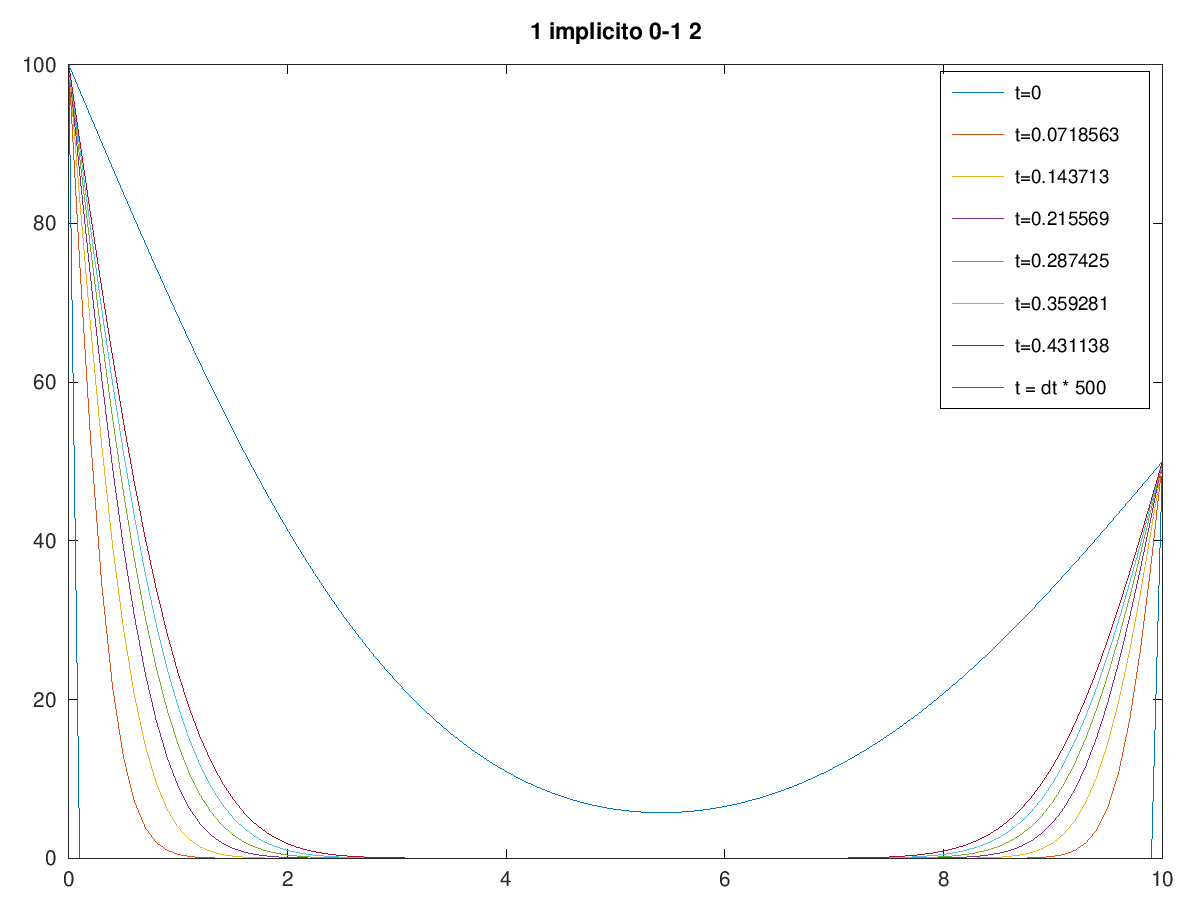 1 implicito 0-1 2
100
80
60
40
20
0
0 2 4 6 8 10
t=0
t=0.0718563
t=0.143713
t=0.215569
t=0.287425
t=0.359281
t=0.431138
t = dt * 500